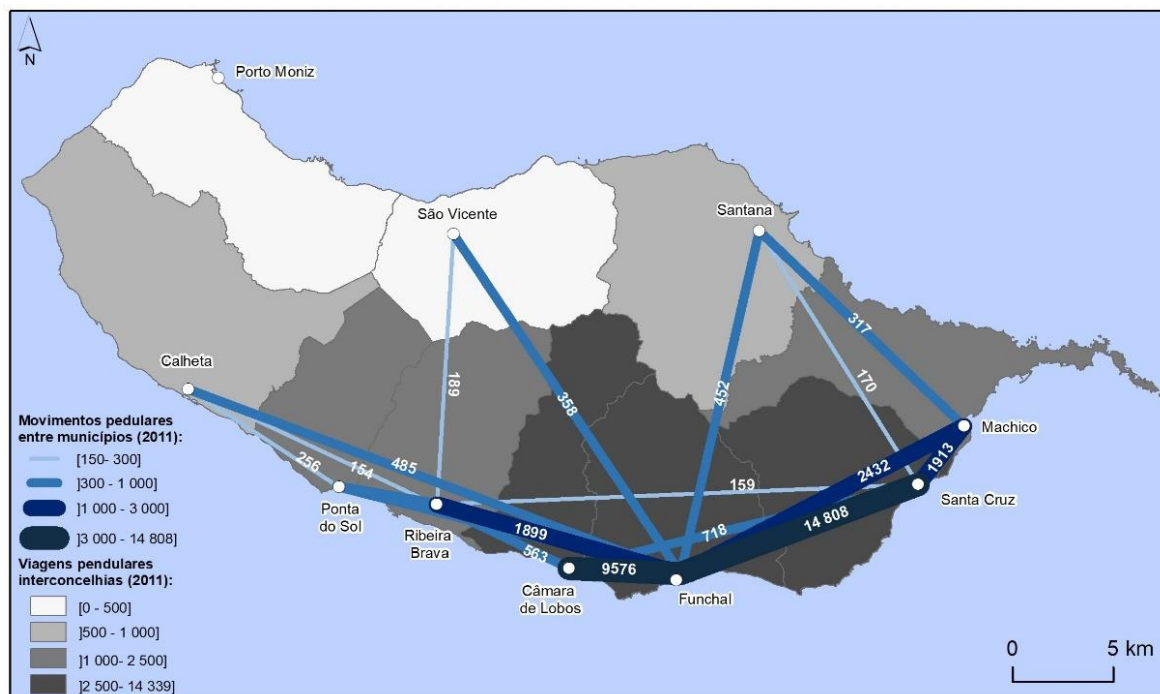 N
Porto Moniz
São Vicente
Santana
Calheta
Machico
Santa Cruz
Ponta
do Sol
Ribeira
Brava
Câmara
de Lobos
Funchal
317
170
189
358
452
256
154
485
2432
1913
159
14 808
718
1899
563
9576
Movimentos pedulares
entre municípios (2011):
[150- 300]
]300 - 1 000]
]1 000 - 3 000]
]3 000 - 14 808]
Viagens pendulares
interconcelhias (2011):
[0 - 500]
]500 - 1 000]
]1 000- 2 500]
]2 500- 14 339]
0 5 km